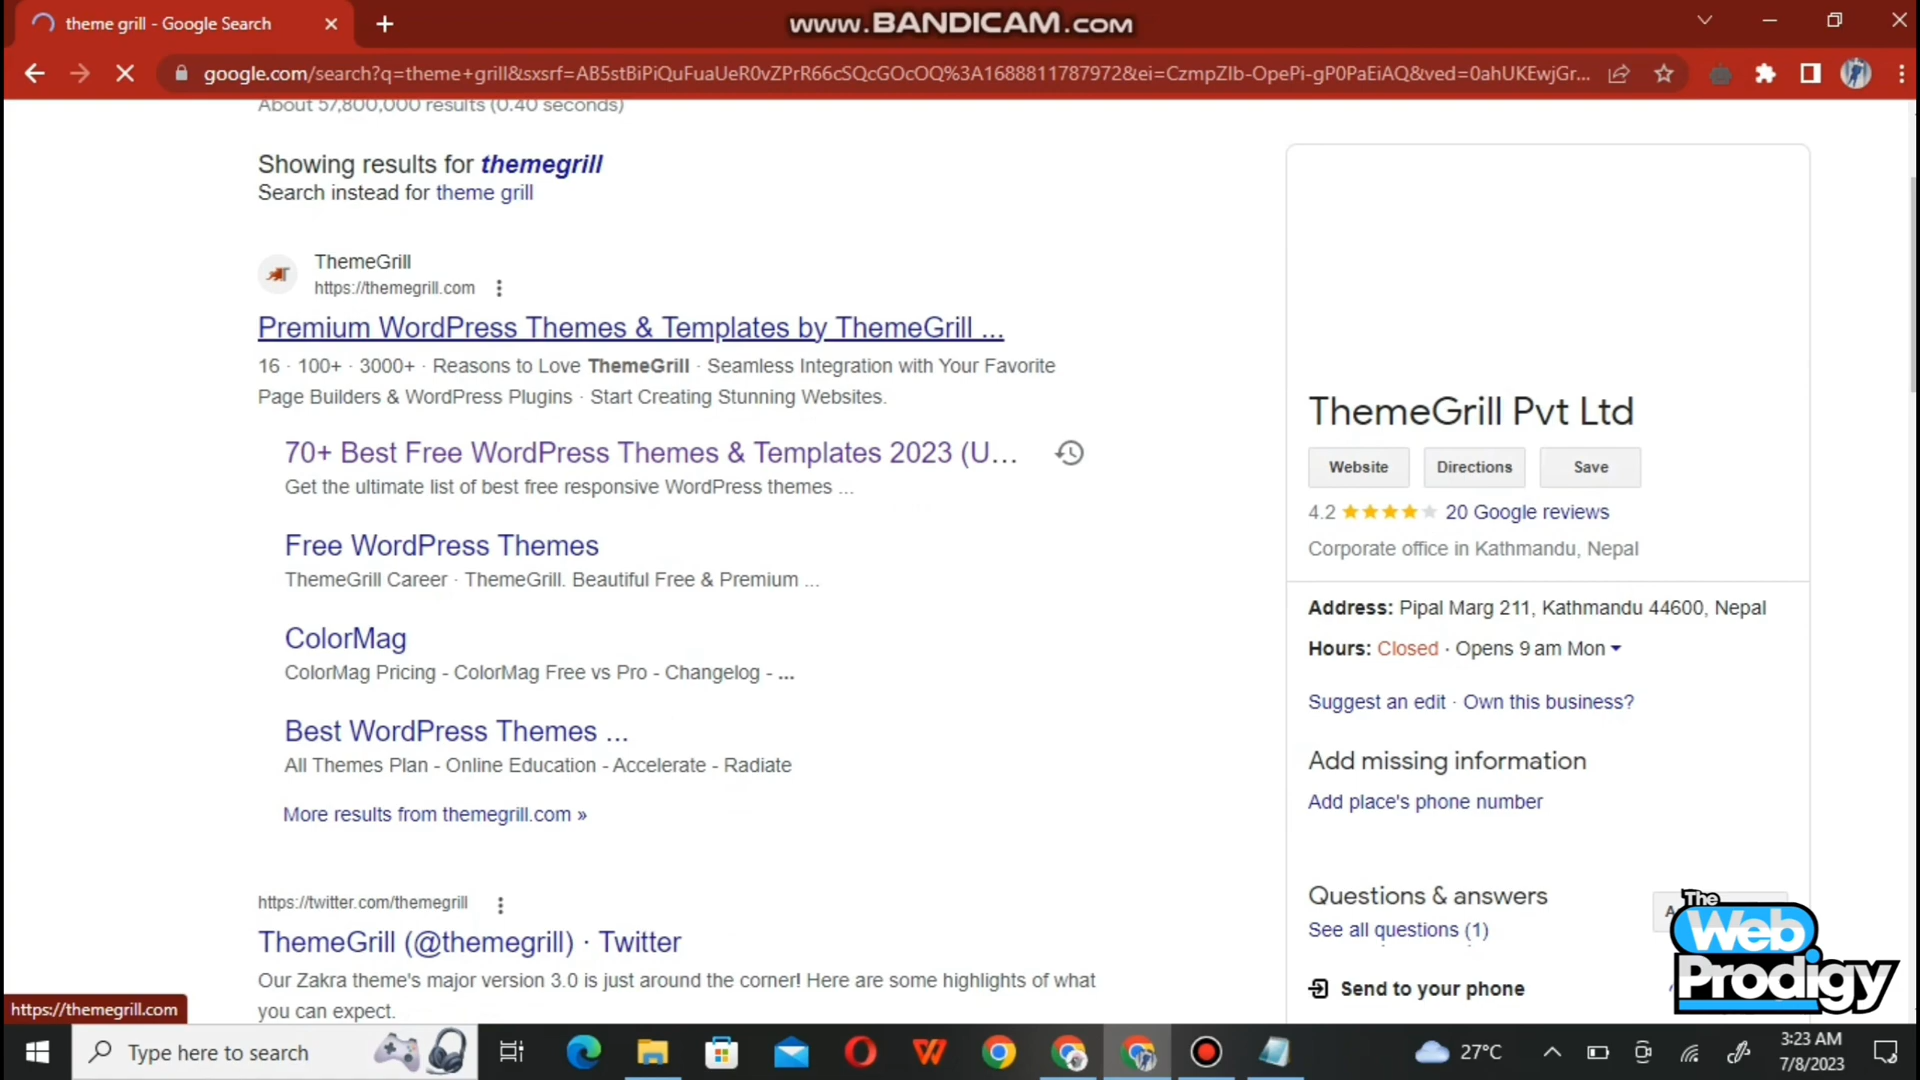 theme grill - Google Search
www.BANDICAM.com
google.com/search?q=theme+grill&sxsrf=AB5stBiPiQuFuaUeR0vZPrR66cSQcGOcOQ%3A1688811787972&ei=CzmpZIb-OpePi-gP0PaEiAQ&ved=0ahUKEwjGr...
About 57,800,000 results (0.40 seconds)
Showing results for themegrill
Search instead for theme grill
ThemeGrill
https://themegrill.com
Premium WordPress Themes & Templates by ThemeGrill ...
16 · 100+ · 3000+ · Reasons to Love ThemeGrill · Seamless Integration with Your Favorite
Page Builders & WordPress Plugins · Start Creating Stunning Websites.
70+ Best Free WordPress Themes & Templates 2023 (U...
Get the ultimate list of best free responsive WordPress themes ...
Free WordPress Themes
ThemeGrill Career · ThemeGrill. Beautiful Free & Premium ...
ColorMag
ColorMag Pricing - ColorMag Free vs Pro - Changelog - ...
Best WordPress Themes ...
All Themes Plan - Online Education - Accelerate - Radiate
More results from themegrill.com »
https://twitter.com/themegrill
ThemeGrill (@themegrill) · Twitter
Our Zakra theme's major version 3.0 is just around the corner! Here are some highlights of what
you can expect.
ThemeGrill Pvt Ltd
Website
Directions
Save
4.2
20 Google reviews
Corporate office in Kathmandu, Nepal
Address: Pipal Marg 211, Kathmandu 44600, Nepal
Hours: Closed · Opens 9 am Mon
Suggest an edit · Own this business?
Add missing information
Add place's phone number
Questions & answers
See all questions (1)
Send to your phone
The
Web
Prodigy
https://themegrill.com
Type here to search
27°C
3:23 AM
7/8/2023